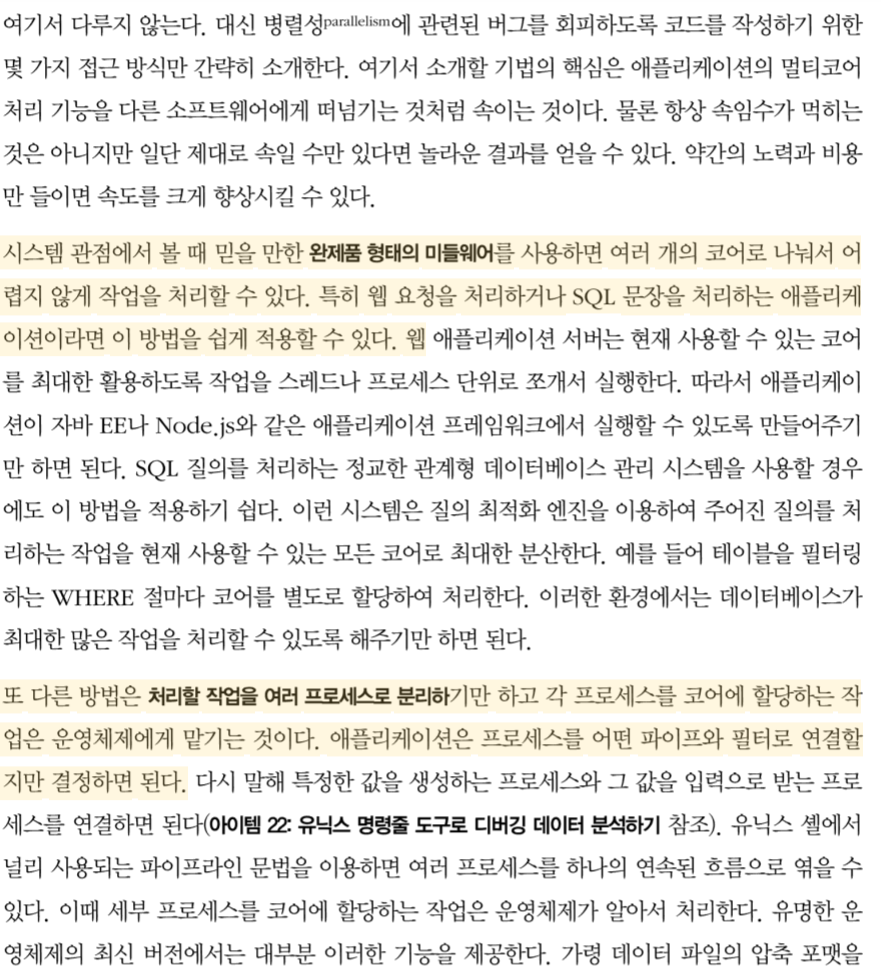 여기서 다루지 않는다. 대신 병렬성parallelism에 관련된 버그를 회피하도록 코드를 작성하기 위한
몇 가지 접근 방식만 간략히 소개한다. 여기서 소개할 기법의 핵심은 애플리케이션의 멀티코어
처리 기능을 다른 소프트웨어에게 떠넘기는 것처럼 속이는 것이다. 물론 항상 속임수가 먹히는
것은 아니지만 일단 제대로 속일 수만 있다면 놀라운 결과를 얻을 수 있다. 약간의 노력과 비용
만 들이면 속도를 크게 향상시킬 수 있다.
시스템 관점에서 볼 때 믿을 만한 완제품 형태의 미들웨어를 사용하면 여러 개의 코어로 나눠서 어
렵지 않게 작업을 처리할 수 있다. 특히 웹 요청을 처리하거나 SQL 문장을 처리하는 애플리케
이션이라면 이 방법을 쉽게 적용할 수 있다. 웹 애플리케이션 서버는 현재 사용할 수 있는 코어
를 최대한 활용하도록 작업을 스레드나 프로세스 단위로 쪼개서 실행한다. 따라서 애플리케이
션이 자바 EE나 Node.js와 같은 애플리케이션 프레임워크에서 실행할 수 있도록 만들어주기
만 하면 된다. SQL 질의를 처리하는 정교한 관계형 데이터베이스 관리 시스템을 사용할 경우
에도 이 방법을 적용하기 쉽다. 이런 시스템은 질의 최적화 엔진을 이용하여 주어진 질의를 처
리하는 작업을 현재 사용할 수 있는 모든 코어로 최대한 분산한다. 예를 들어 테이블을 필터링
하는 WHERE 절마다 코어를 별도로 할당하여 처리한다. 이러한 환경에서는 데이터베이스가
최대한 많은 작업을 처리할 수 있도록 해주기만 하면 된다.
또 다른 방법은 처리할 작업을 여러 프로세스로 분리하기만 하고 각 프로세스를 코어에 할당하는 작
업은 운영체제에게 맡기는 것이다. 애플리케이션은 프로세스를 어떤 파이프와 필터로 연결할
지만 결정하면 된다. 다시 말해 특정한 값을 생성하는 프로세스와 그 값을 입력으로 받는 프로
세스를 연결하면 된다(아이템 22: 유닉스 명령줄 도구로 디버깅 데이터 분석하기 참조). 유닉스 셸에서
널리 사용되는 파이프라인 문법을 이용하면 여러 프로세스를 하나의 연속된 흐름으로 엮을 수
있다. 이때 세부 프로세스를 코어에 할당하는 작업은 운영체제가 알아서 처리한다. 유명한 운
영체제의 최신 버전에서는 대부분 이러한 기능을 제공한다. 가령 데이터 파일의 압축 포맷을